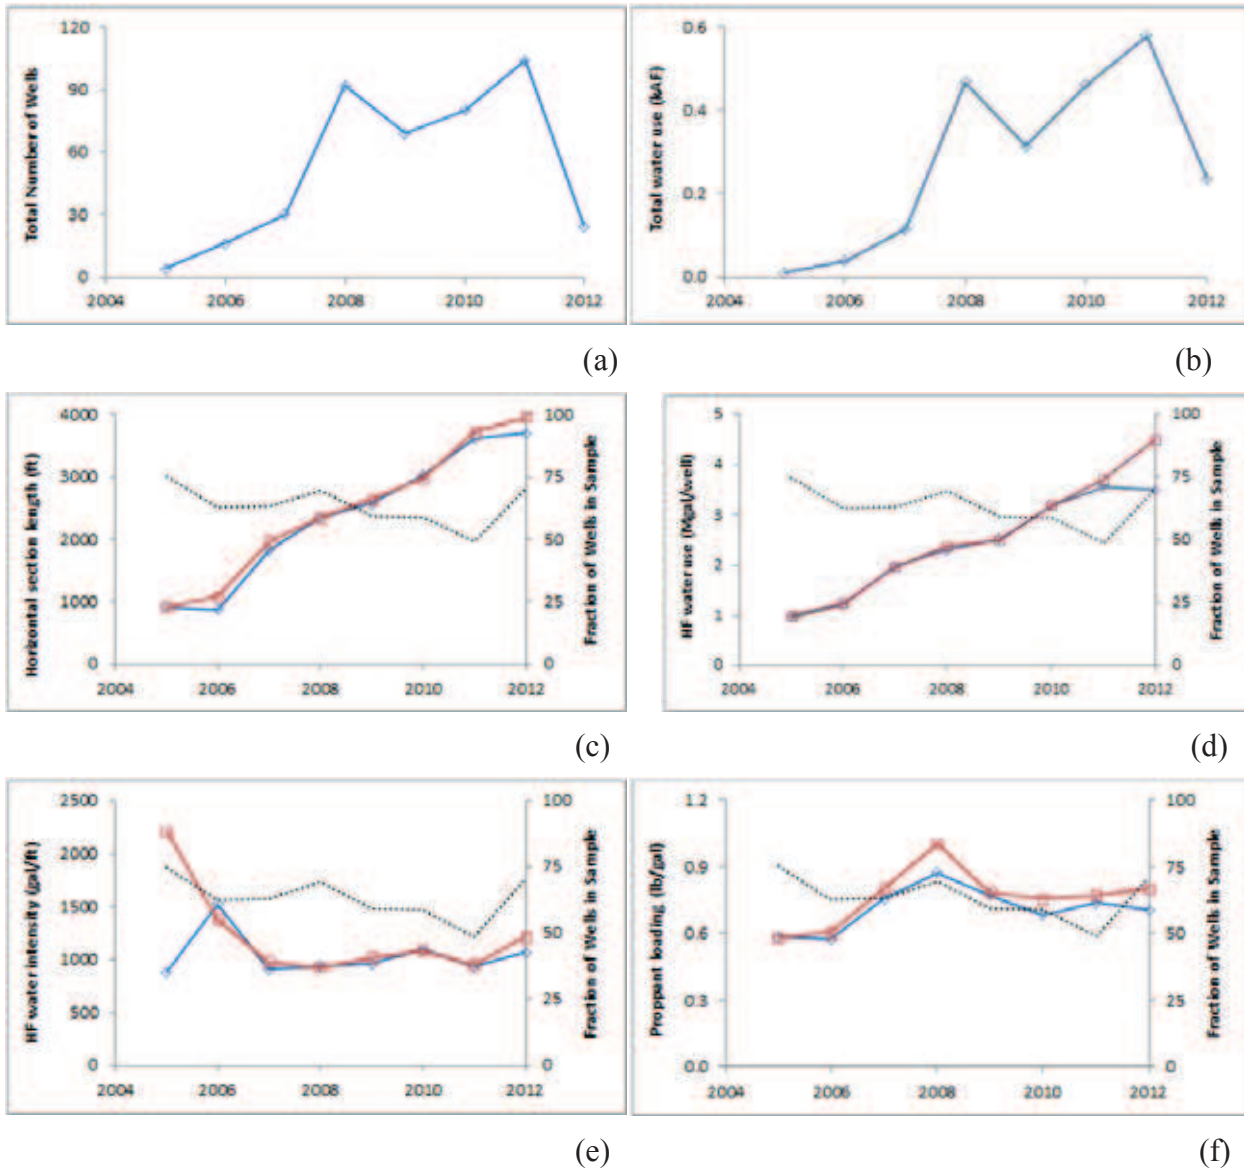 120
90
60
30
0
Total Number of Wells
2004 2006 2008 2010 2012
(a)
0.6
0.4
0.2
0.0
Total water use (kAF)
2004 2006 2008 2010 2012
(b)
4000
3000
2000
1000
0
Horizontal section length (ft)
100
75
50
25
0
Fraction of Wells in Sample
2004 2006 2008 2010 2012
(c)
5
4
3
2
1
0
HF water use (Mgal/well)
100
75
50
25
0
Fraction of Wells in Sample
2004 2006 2008 2010 2012
(d)
2500
2000
1500
1000
500
0
HF water intensity (gal/ft)
100
75
50
25
0
Fraction of Wells in Sample
2004 2006 2008 2010 2012
(e)
1.2
0.9
0.6
0.3
0.0
Proppant loading (lb/gal)
100
75
50
25
0
Fraction of Wells in Sample
2004 2006 2008 2010 2012
(f)